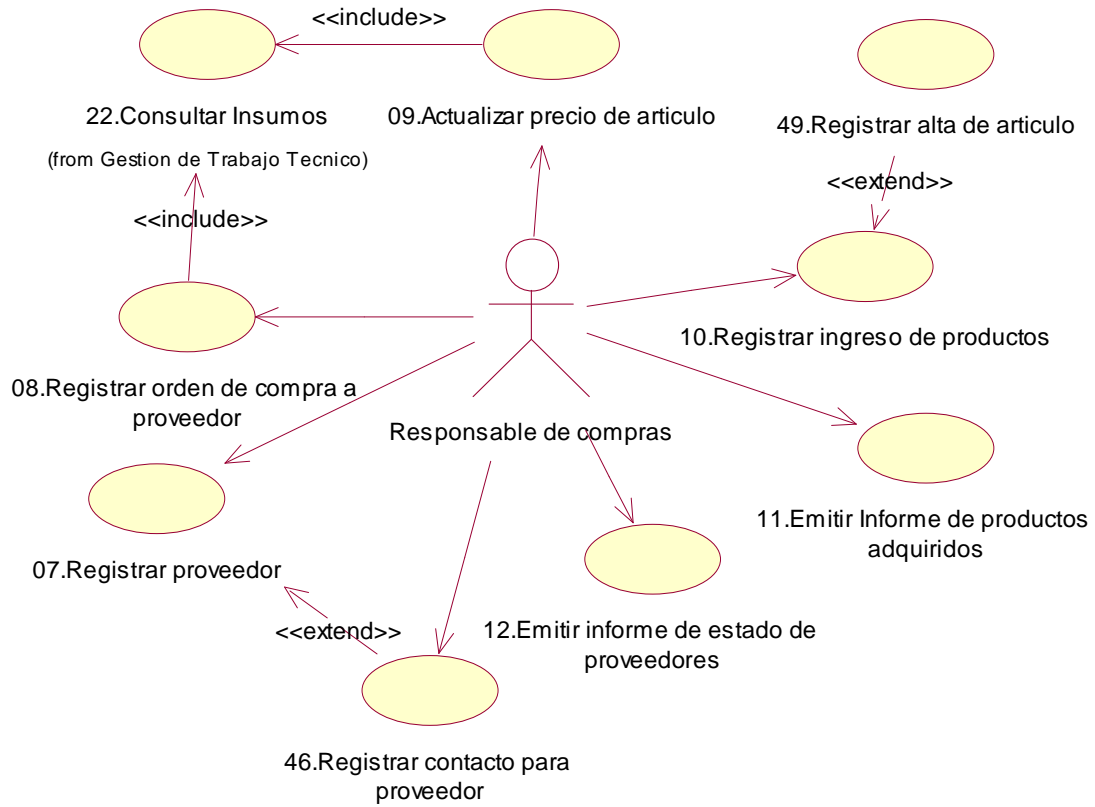 <<include>>
22.Consultar Insumos
(from Gestion de Trabajo Tecnico)
09.Actualizar precio de articulo
49.Registrar alta de articulo
<<extend>>
<<include>>
10.Registrar ingreso de productos
08.Registrar orden de compra a
proveedor
Responsable de compras
11.Emitir Informe de productos
adquiridos
07.Registrar proveedor
<<extend>>
12.Emitir informe de estado de
proveedores
46.Registrar contacto para
proveedor